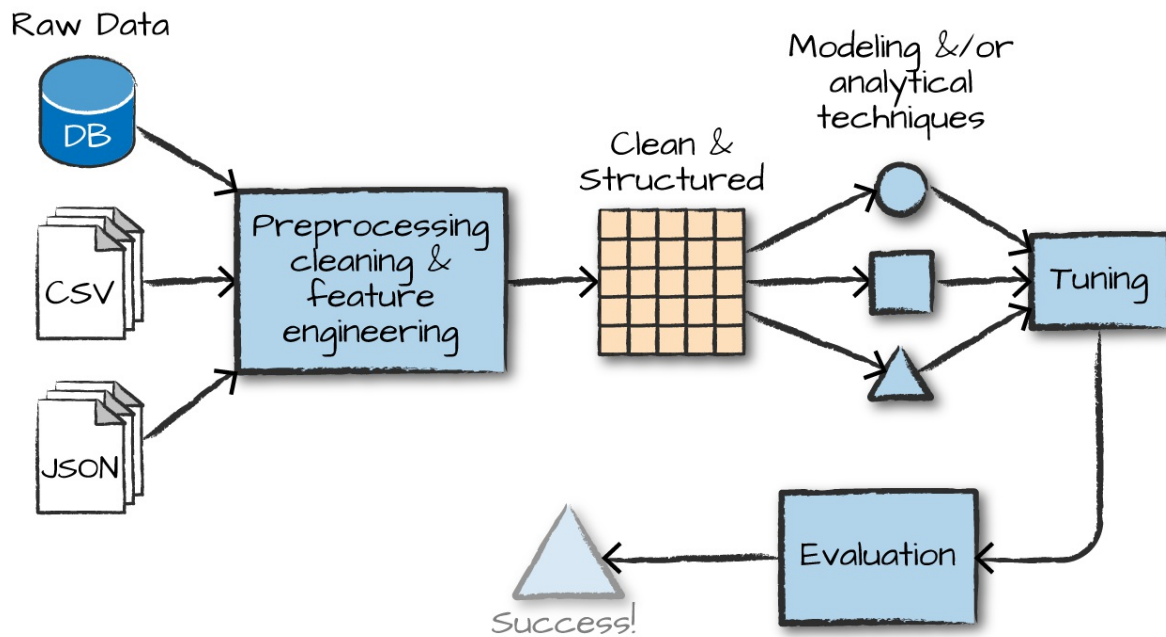 Raw Data
DB
CSV
JSON
Preprocessing
cleaning &
feature
engineering
Clean &
Structured
Modeling &/or
analytical
techniques
Tuning
Evaluation
Success!